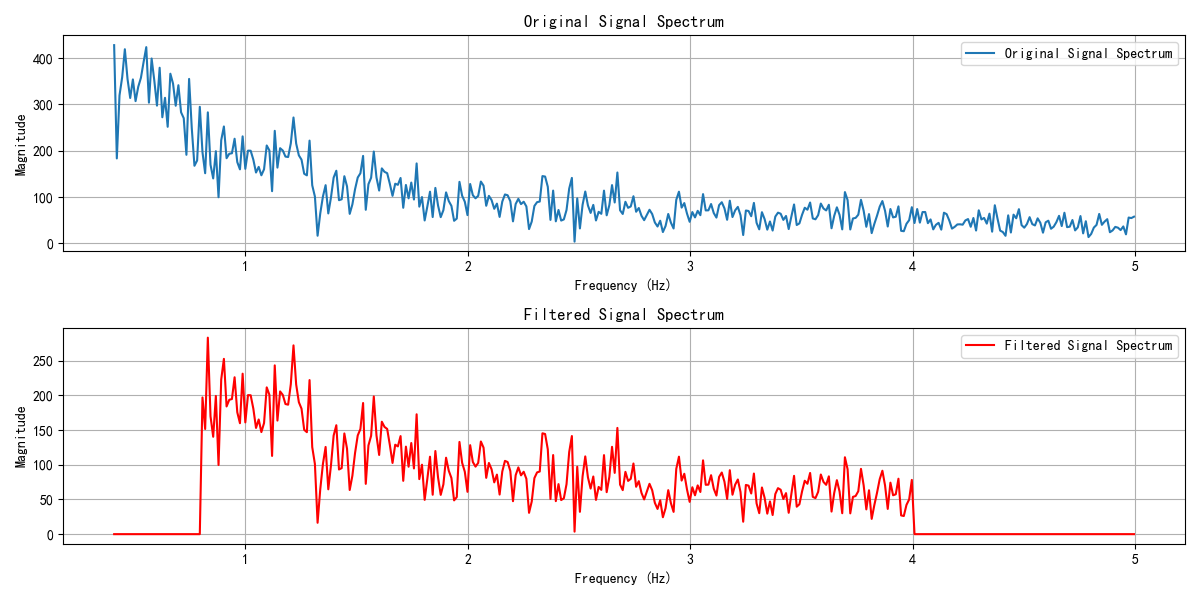 Original Signal Spectrum
400
300
200
100
0
Magnitude
Original Signal Spectrum
1
2
3
4
5
Frequency (Hz)
Filtered Signal Spectrum
250
200
150
100
50
0
Magnitude
Filtered Signal Spectrum
1
2
3
4
5
Frequency (Hz)